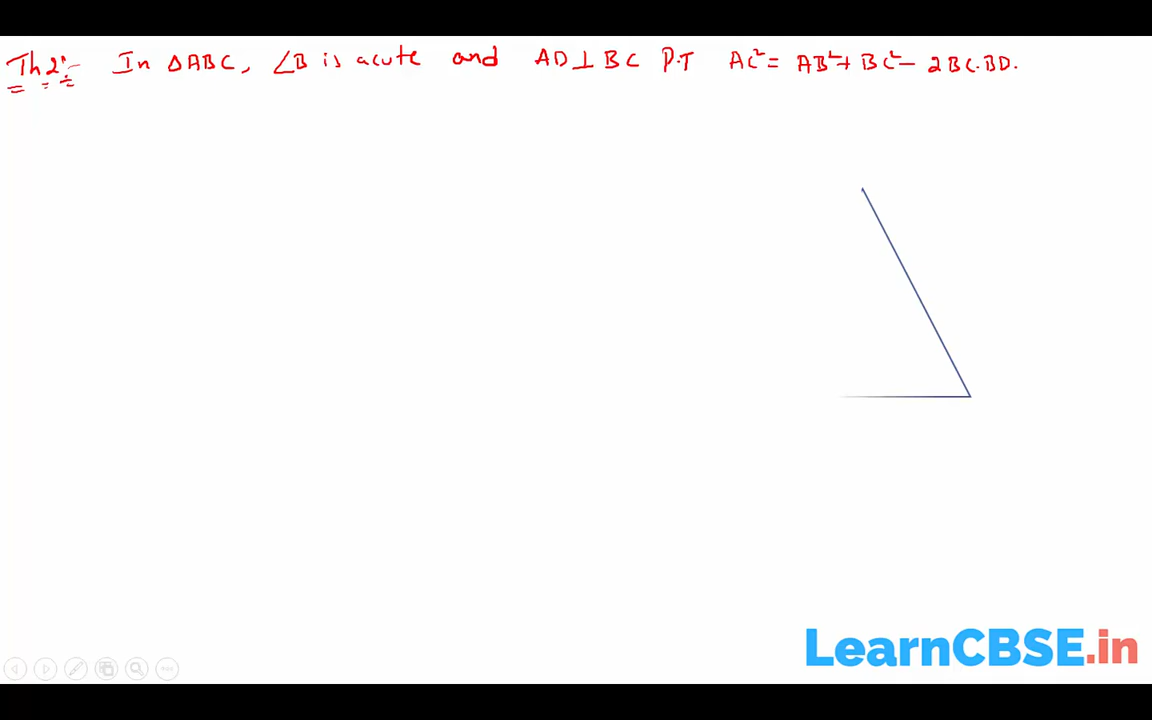 Th 2:- In ΔABC, ∠B is acute and AD⊥BC P.T AC²= AB²+ BC²- 2BC.BD.
LearnCBSE.in